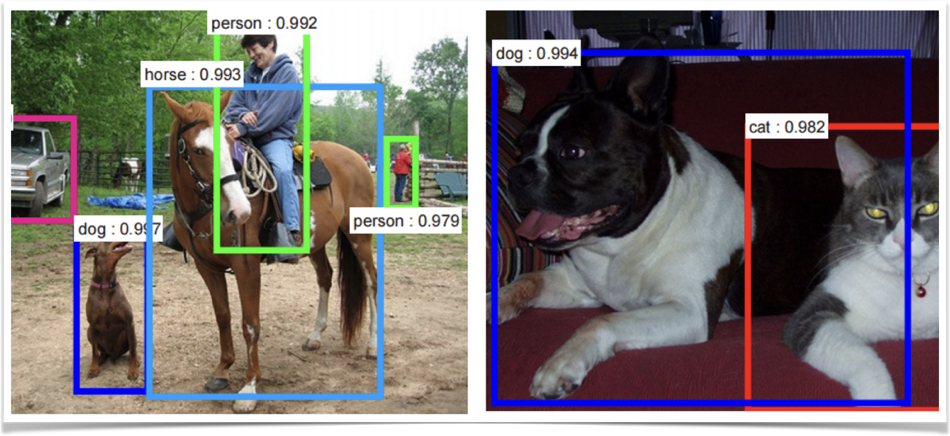 person : 0.992
horse : 0.993
person : 0.979
dog : 0.997
dog : 0.994
cat : 0.982